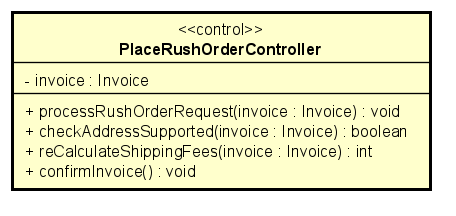 <<control>>
PlaceRushOrderController
- invoice : Invoice
+ processRushOrderRequest(invoice : Invoice) : void
+ checkAddressSupported(invoice : Invoice) : boolean
+ reCalculateShippingFees(invoice : Invoice) : int
+ confirmInvoice() : void